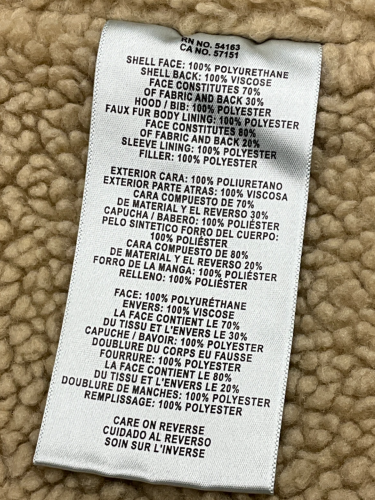 RN NO. 54163
CA NO. 57151
SHELL FACE: 100% POLYURETHANE
SHELL BACK: 100% VISCOSE
FACE CONSTITUTES 70%
OF FABRIC AND BACK 30%
HOOD / BIB: 100% POLYESTER
FAUX FUR BODY LINING: 100% POLYESTER
FACE CONSTITUTES 80%
OF FABRIC AND BACK 20%
SLEEVE LINING: 100% POLYESTER
FILLER: 100% POLYESTER
EXTERIOR CARA: 100% POLIURETANO
EXTERIOR PARTE ATRAS: 100% VISCOSA
CARA COMPUESTO DE 70%
DE MATERIAL Y EL REVERSO 30%
CAPUCHA / BABERO: 100% POLIÉSTER
PELO SINTETICO FORRO DEL CUERPO:
100% POLIÉSTER
CARA COMPUESTO DE 80%
DE MATERIAL Y EL REVERSO 20%
FORRO DE LA MANGA: 100% POLIÉSTER
RELLENO: 100% POLIÉSTER
FACE: 100% POLYURÉTHANE
ENVERS: 100% VISCOSE
LA FACE CONTIENT LE 70%
DU TISSU ET L'ENVERS LE 30%
CAPUCHE / BAVOIR: 100% POLYESTER
DOUBLURE DU CORPS EU FAUSSE
FOURRURE: 100% POLYESTER
LA FACE CONTIENT LE 80%
DU TISSU ET L'ENVERS LE 20%
DOUBLURE DE MANCHES: 100% POLYESTER
REMPLISSAGE: 100% POLYESTER
CARE ON REVERSE
CUIDADO AL REVERSO
SOIN SUR L'INVERSE